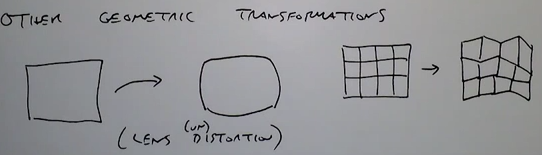 OTHER GEOMETRIC TRANSFORMATIONS
(LENS (UN) DISTORTION)